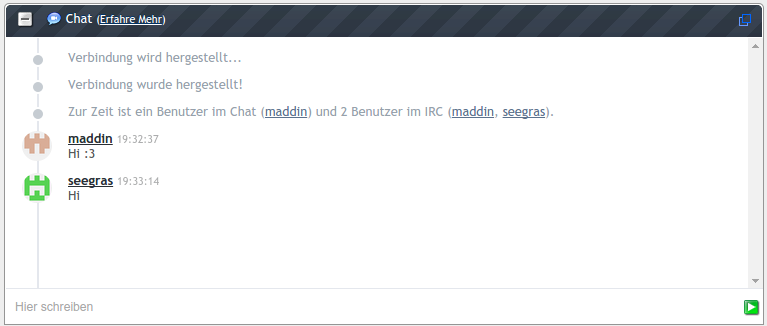 Chat (Erfahre Mehr)
Verbindung wird hergestellt...
Verbindung wurde hergestellt!
Zur Zeit ist ein Benutzer im Chat (maddin) und 2 Benutzer im IRC (maddin, seegras).
maddin 19:32:37
Hi :3
seegras 19:33:14
Hi
Hier schreiben